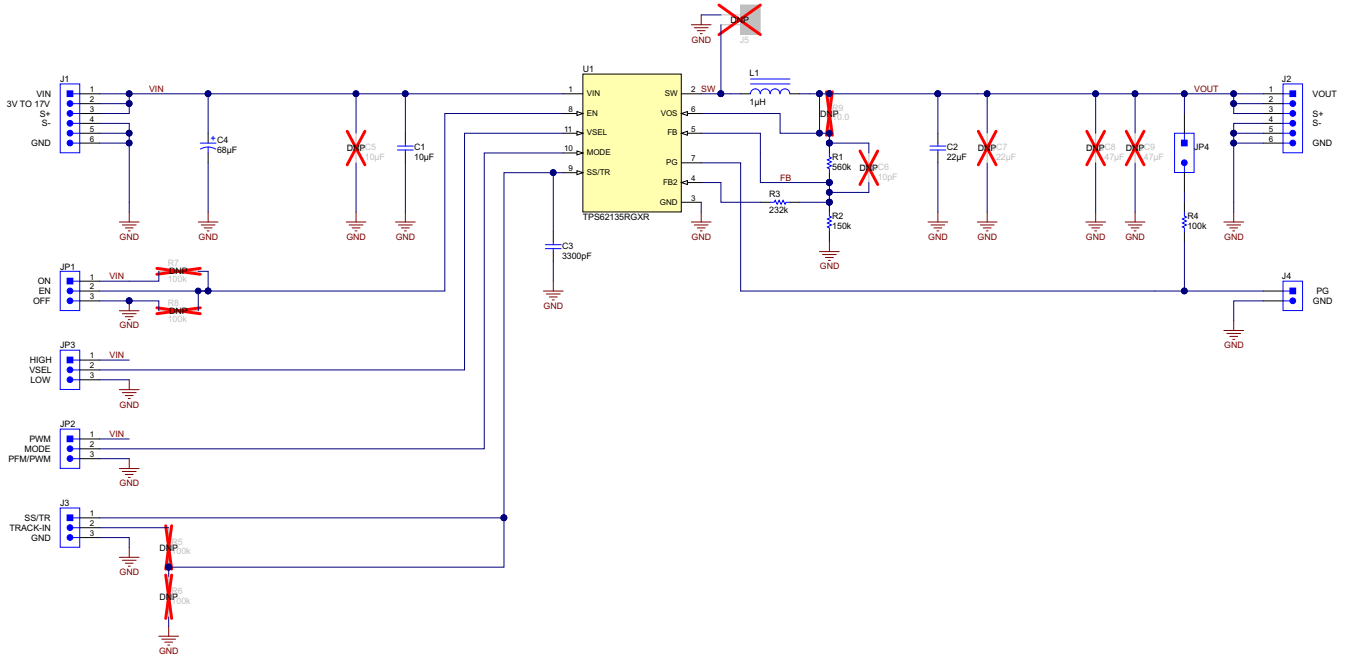 DNP
J5
GND
J1
VIN
3V TO 17V
S+
S-
GND
1
2
3
4
5
6
VIN
GND
C4
68µF
+
GND
DNP
C5
10µF
GND
C1
10µF
GND
U1
1 VIN
8 EN
11 VSEL
10 MODE
9 SS/TR
SW 2
VOS 6
FB 5
PG 7
FB2 4
GND 3
TPS62135RGXR
GND
SW
L1
1µH
DNP
R9
0.0
R1
560k
DNP
C6
10pF
FB
R3
232k
R2
150k
GND
C2
22µF
GND
DNP
C7
22µF
GND
DNP
C8
47µF
GND
DNP
C9
47µF
GND
VOUT
JP4
R4
100k
J2
1
2
3
4
5
6
VOUT
S+
S-
GND
GND
C3
3300pF
GND
JP1
ON
EN
OFF
1
2
3
VIN
GND
R7
DNP
100k
R8
DNP
100k
J4
1
2
PG
GND
GND
JP3
HIGH
VSEL
LOW
1
2
3
VIN
GND
JP2
PWM
MODE
PFM/PWM
1
2
3
VIN
GND
J3
SS/TR
TRACK-IN
GND
1
2
3
GND
R5
DNP
100k
R6
DNP
100k
GND